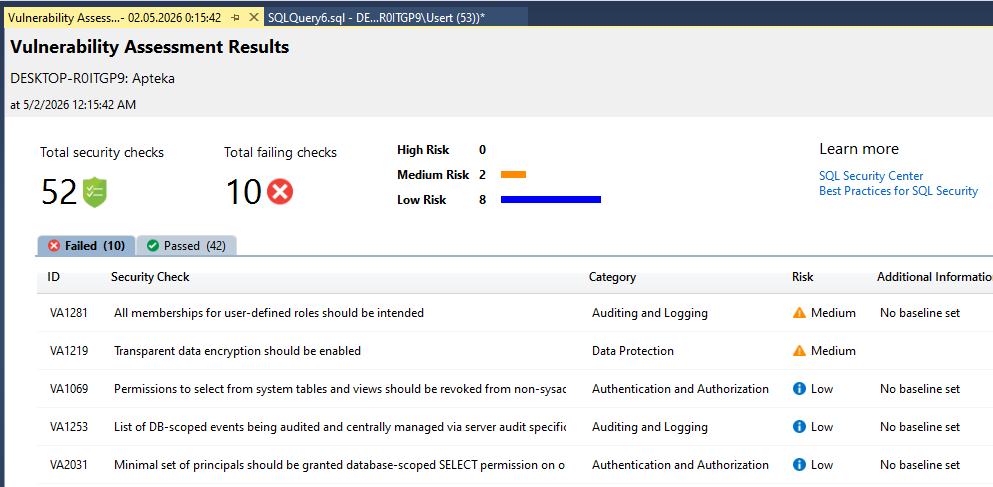 Vulnerability Assess...- 02.05.2026 0:15:42 SQLQuery6.sql - DE...R0ITGP9\Usert (53))*
Vulnerability Assessment Results
DESKTOP-R0ITGP9: Apteka
at 5/2/2026 12:15:42 AM
Total security checks
52
Total failing checks
10
High Risk 0
Medium Risk 2
Low Risk 8
Learn more
SQL Security Center
Best Practices for SQL Security
Failed (10) Passed (42)
ID Security Check Category Risk Additional Informatio
VA1281 All memberships for user-defined roles should be intended Auditing and Logging Medium No baseline set
VA1219 Transparent data encryption should be enabled Data Protection Medium
VA1069 Permissions to select from system tables and views should be revoked from non-sysac Authentication and Authorization Low No baseline set
VA1253 List of DB-scoped events being audited and centrally managed via server audit specific Auditing and Logging Low No baseline set
VA2031 Minimal set of principals should be granted database-scoped SELECT permission on o Authentication and Authorization Low No baseline set